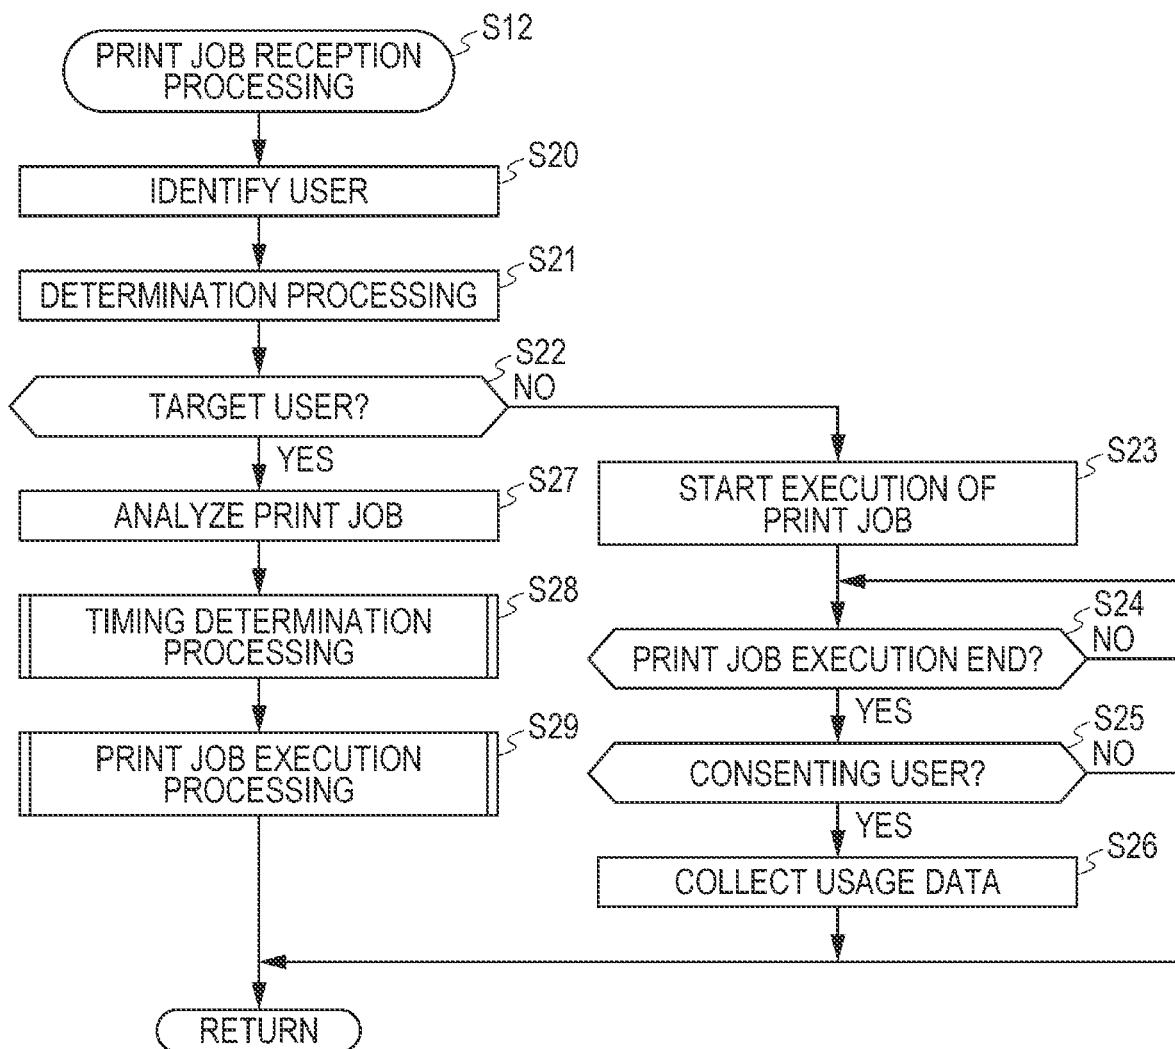 S12
PRINT JOB RECEPTION
PROCESSING
S20
IDENTIFY USER
S21
DETERMINATION PROCESSING
S22
TARGET USER?
NO
YES
S27
ANALYZE PRINT JOB
S28
TIMING DETERMINATION
PROCESSING
S29
PRINT JOB EXECUTION
PROCESSING
S23
START EXECUTION OF
PRINT JOB
S24
PRINT JOB EXECUTION END?
NO
YES
S25
CONSENTING USER?
NO
YES
S26
COLLECT USAGE DATA
RETURN